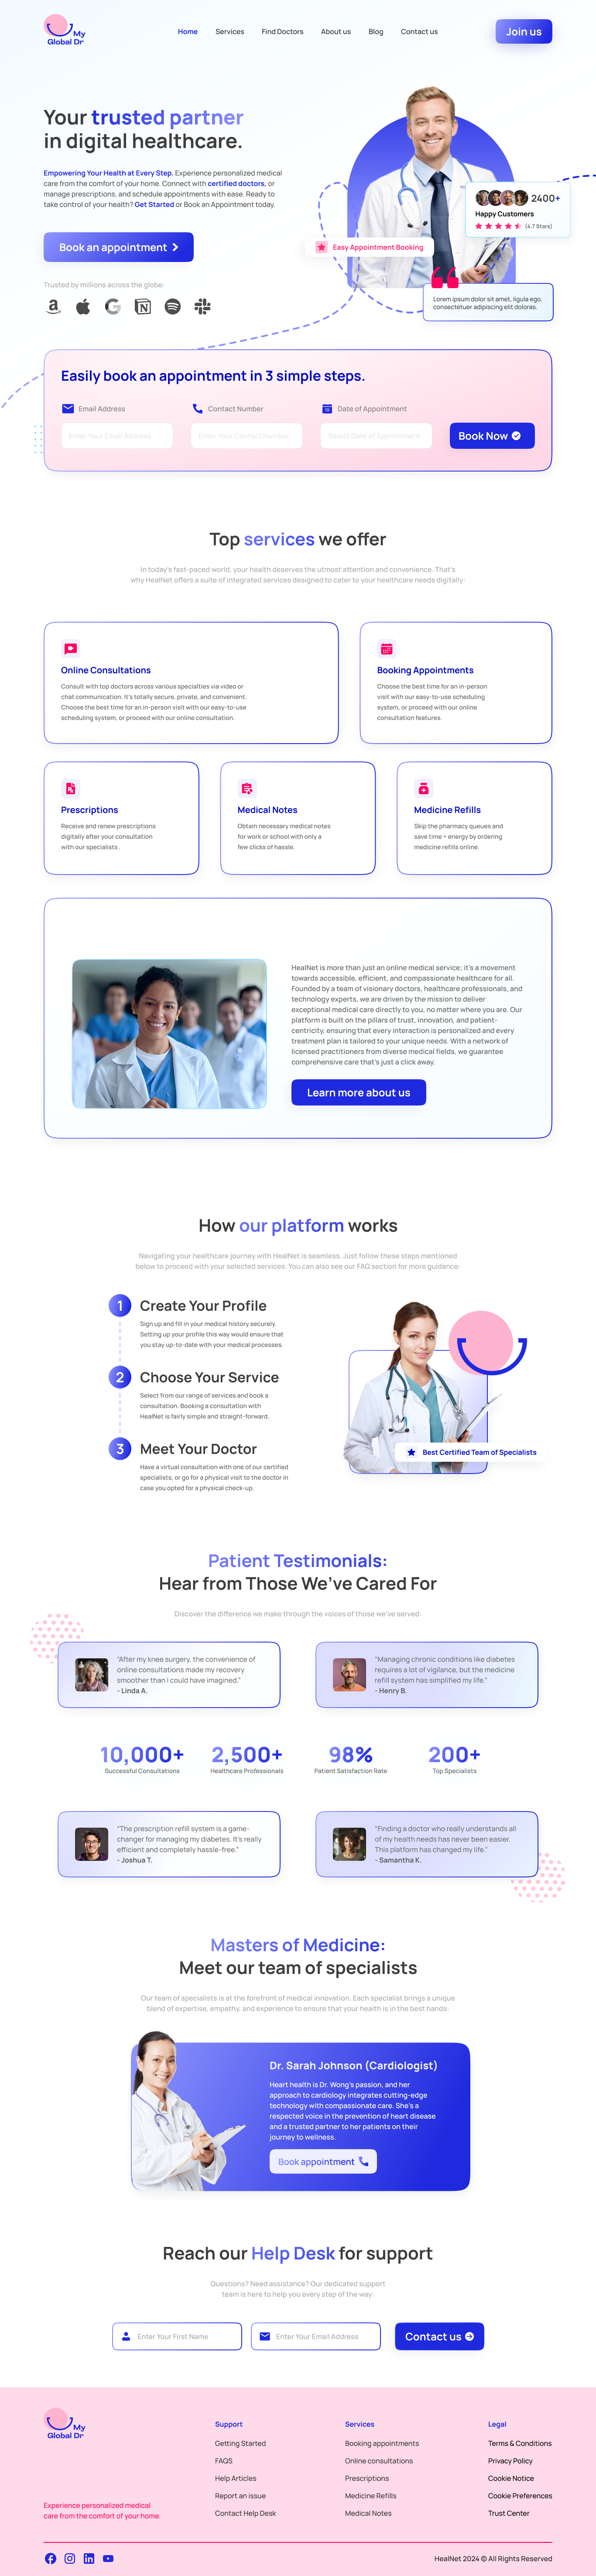 My
Global Dr
Home
Services
Find Doctors
About us
Blog
Contact us
Join us
Your trusted partner
in digital healthcare.
Empowering Your Health at Every Step. Experience personalized medical
care from the comfort of your home. Connect with certified doctors, or
manage prescriptions, and schedule appointments with ease. Ready to
take control of your health? Get Started or Book an Appointment today.
Book an appointment
Trusted by millions across the globe:
2400+
Happy Customers
(4.7 Stars)
Easy Appointment Booking
Lorem ipsum dolor sit amet, ligula ego.
consectetuer adipiscing elit doloras.
Easily book an appointment in 3 simple steps.
Email Address
Contact Number
Date of Appointment
Enter Your Email Address
Enter Your Contact Number
Select Date of Appointment
Book Now
Top services we offer
In today's fast-paced world, your health deserves the utmost attention and convenience. That's
why HealNet offers a suite of integrated services designed to cater to your healthcare needs digitally:
Online Consultations
Consult with top doctors across various specialties via video or
chat communication. It's totally secure, private, and convenient.
Choose the best time for an in-person visit with our easy-to-use
scheduling system, or proceed with our online consultation.
Booking Appointments
Choose the best time for an in-person
visit with our easy-to-use scheduling
system, or proceed with our online
consultation features.
Prescriptions
Receive and renew prescriptions
digitally after your consultation
with our specialists .
Medical Notes
Obtain necessary medical notes
for work or school with only a
few clicks of hassle.
Medicine Refills
Skip the pharmacy queues and
save time + energy by ordering
medicine refills online.
HealNet is more than just an online medical service; it's a movement
towards accessible, efficient, and compassionate healthcare for all.
Founded by a team of visionary doctors, healthcare professionals, and
technology experts, we are driven by the mission to deliver
exceptional medical care directly to you, no matter where you are. Our
platform is built on the pillars of trust, innovation, and patient-
centricity, ensuring that every interaction is personalized and every
treatment plan is tailored to your unique needs. With a network of
licensed practitioners from diverse medical fields, we guarantee
comprehensive care that's just a click away.
Learn more about us
How our platform works
Navigating your healthcare journey with HealNet is seamless. Just follow these steps mentioned
below to proceed with your selected services. You can also see our FAQ section for more guidance:
1
Create Your Profile
Sign up and fill in your medical history securely.
Setting up your profile this way would ensure that
you stay up-to-date with your medical processes.
2
Choose Your Service
Select from our range of services and book a
consultation. Booking a consultation with
HealNet is fairly simple and straight-forward.
3
Meet Your Doctor
Have a virtual consultation with one of our certified
specialists, or go for a physical visit to the doctor in
case you opted for a physical check-up.
Best Certified Team of Specialists
Patient Testimonials:
Hear from Those We've Cared For
Discover the difference we make through the voices of those we've served:
"After my knee surgery, the convenience of
online consultations made my recovery
smoother than I could have imagined."
- Linda A.
"Managing chronic conditions like diabetes
requires a lot of vigilance, but the medicine
refill system has simplified my life."
- Henry B.
10,000+
Successful Consultations
2,500+
Healthcare Professionals
98%
Patient Satisfaction Rate
200+
Top Specialists
"The prescription refill system is a game-
changer for managing my diabetes. It's really
efficient and completely hassle-free."
- Joshua T.
"Finding a doctor who really understands all
of my health needs has never been easier.
This platform has changed my life."
- Samantha K.
Masters of Medicine:
Meet our team of specialists
Our team of specialists is at the forefront of medical innovation. Each specialist brings a unique
blend of expertise, empathy, and experience to ensure that your health is in the best hands:
Dr. Sarah Johnson (Cardiologist)
Heart health is Dr. Wong's passion, and her
approach to cardiology integrates cutting-edge
technology with compassionate care. She's a
respected voice in the prevention of heart disease
and a trusted partner to her patients on their
journey to wellness.
Book appointment
Reach our Help Desk for support
Questions? Need assistance? Our dedicated support
team is here to help you every step of the way:
Enter Your First Name
Enter Your Email Address
Contact us
My
Global Dr
Experience personalized medical
care from the comfort of your home.
Support
Getting Started
FAQS
Help Articles
Report an issue
Contact Help Desk
Services
Booking appointments
Online consultations
Prescriptions
Medicine Refills
Medical Notes
Legal
Terms & Conditions
Privacy Policy
Cookie Notice
Cookie Preferences
Trust Center
HealNet 2024 © All Rights Reserved